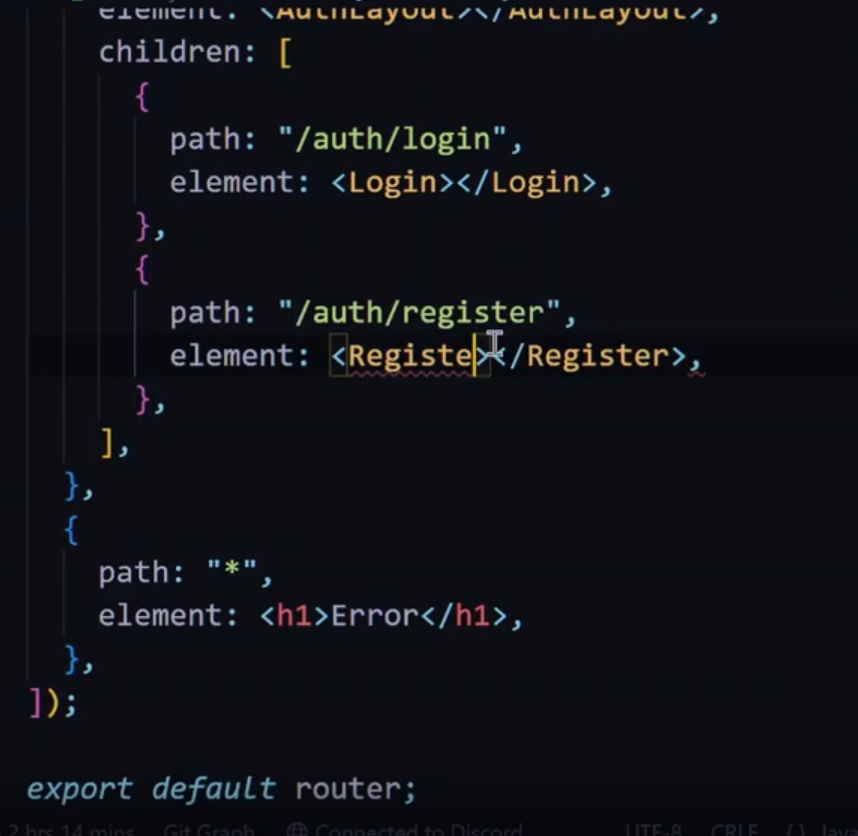 element: <AuthLayout></AuthLayout>,
children: [
{
path: "/auth/login",
element: <Login></Login>,
},
{
path: "/auth/register",
element: <Registe></Register>,
},
],
},
{
path: "*",
element: <h1>Error</h1>,
},
]);
export default router;
2 hrs 14 mins Git Graph Connected to Discord UTF-8 CRLF {} Jav